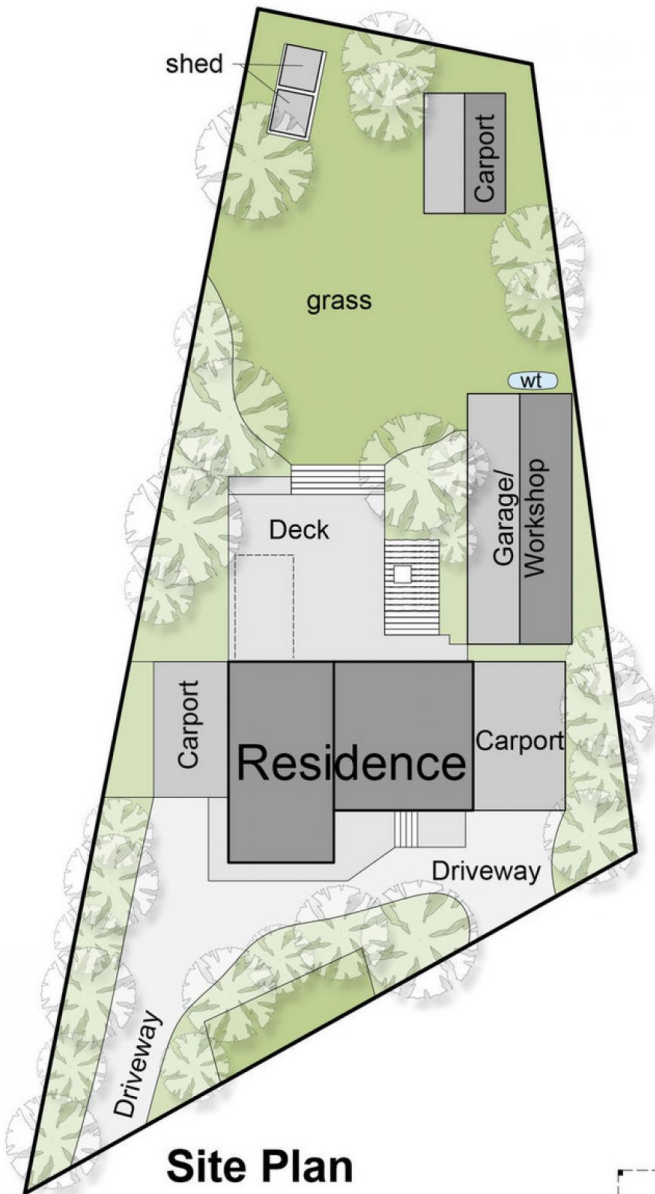 shed
Carport
grass
wt
Garage/
Workshop
Deck
Carport
Residence
Carport
Driveway
Driveway
Site Plan